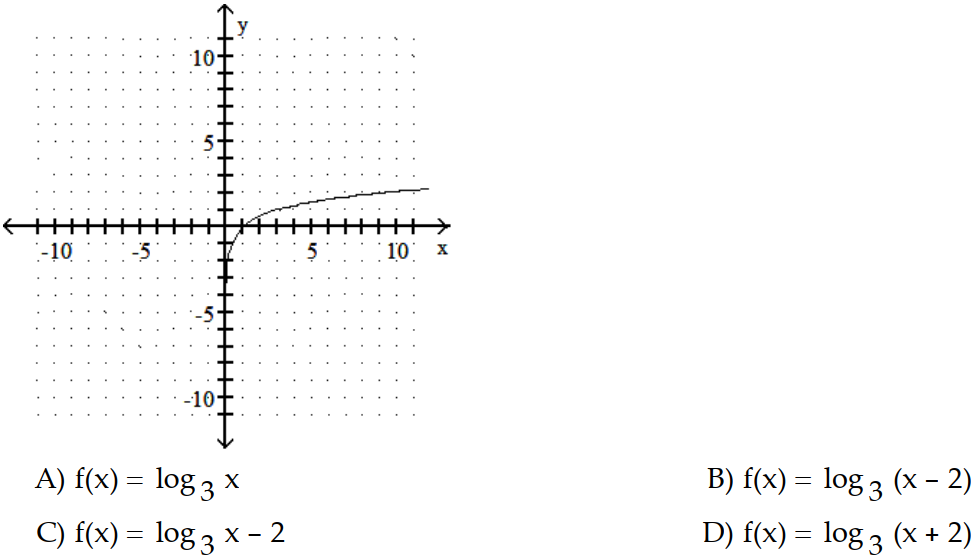 y
10
5
-10 -5 5 10 x
-5
-10
A) f(x) = log 3 x B) f(x) = log 3 (x – 2)
C) f(x) = log 3 x – 2 D) f(x) = log 3 (x + 2)